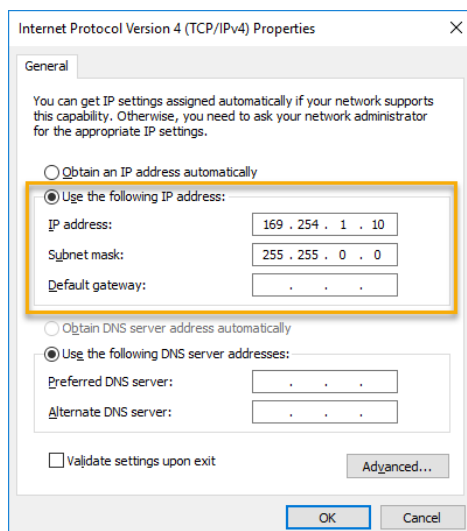 Internet Protocol Version 4 (TCP/IPv4) Properties
General
You can get IP settings assigned automatically if your network supports
this capability. Otherwise, you need to ask your network administrator
for the appropriate IP settings.
Obtain an IP address automatically
Use the following IP address:
IP address: 169 . 254 . 1 . 10
Subnet mask: 255 . 255 . 0 . 0
Default gateway: . . .
Obtain DNS server address automatically
Use the following DNS server addresses:
Preferred DNS server: . . .
Alternate DNS server: . . .
Validate settings upon exit
Advanced...
OK Cancel